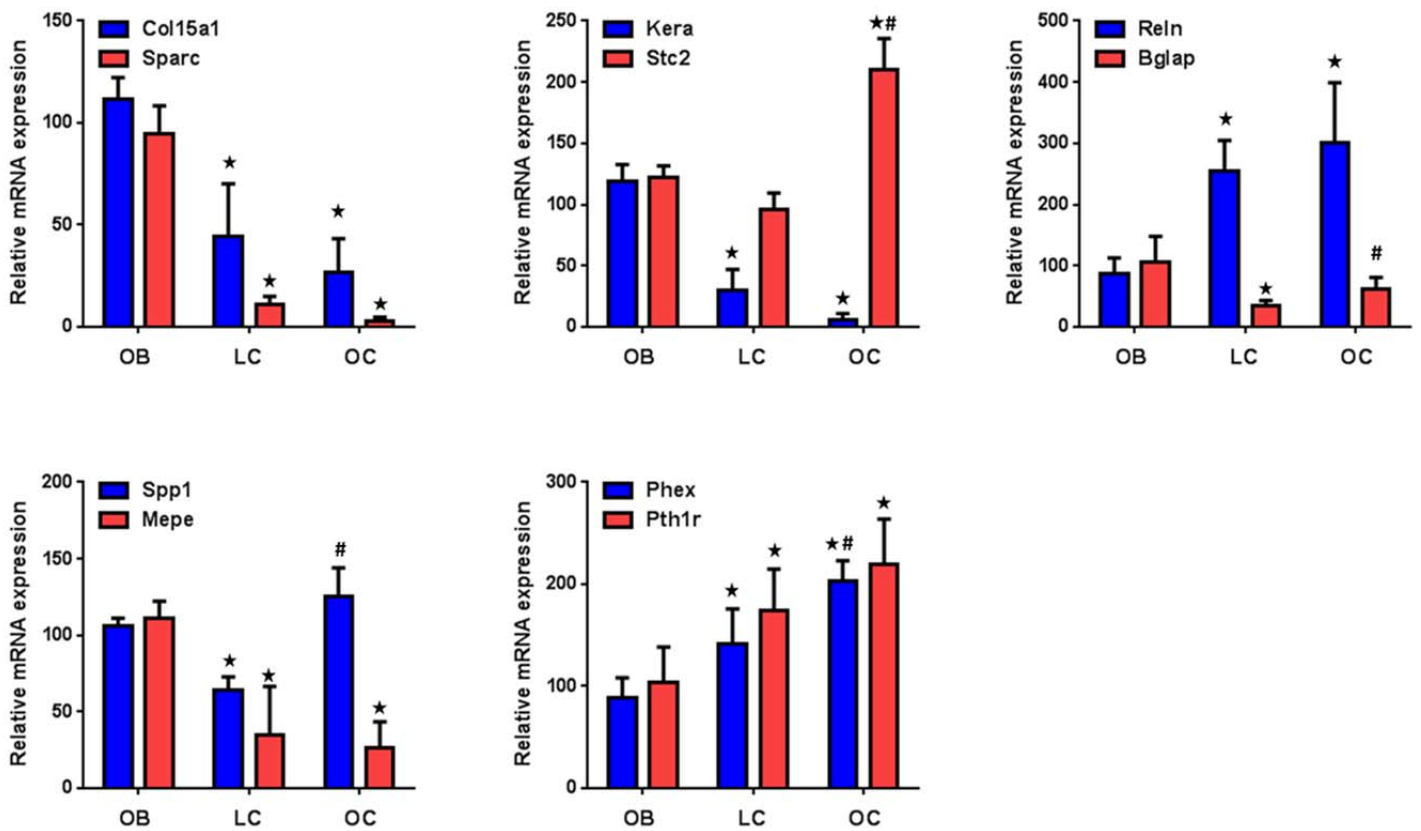 Relative mRNA expression
150
100
50
0
Col15a1
Sparc
★
★
★
★
OB LC OC
Relative mRNA expression
250
200
150
100
50
0
Kera
Stc2
★
★
★#
OB LC OC
Relative mRNA expression
500
400
300
200
100
0
Reln
Bglap
★
★
★
#
OB LC OC
Relative mRNA expression
200
150
100
50
0
Spp1
Mepe
★
★
#
★
OB LC OC
Relative mRNA expression
300
200
100
0
Phex
Pth1r
★
★
★#
★
OB LC OC